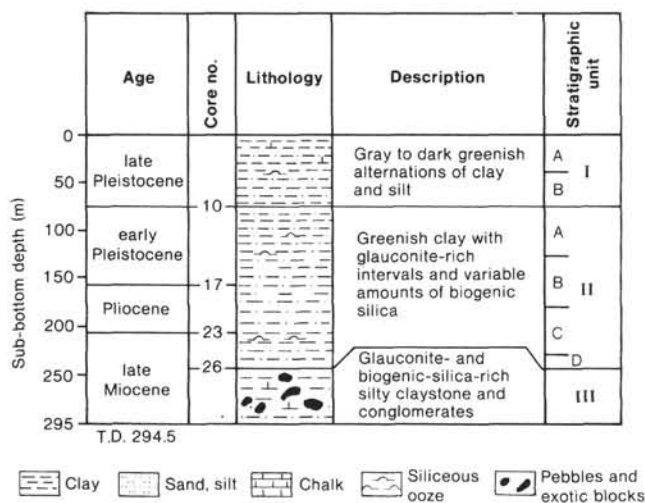 Age
Core no.
Lithology
Description
Stratigraphic
unit
Sub-bottom depth (m)
0
50
100
150
200
250
295
late
Pleistocene
early
Pleistocene
Pliocene
late
Miocene
10
17
23
26
Gray to dark greenish
alternations of clay
and silt
Greenish clay with
glauconite-rich
intervals and variable
amounts of biogenic
silica
Glauconite- and
biogenic-silica-rich
silty claystone and
conglomerates
A
B
I
A
B
C
D
II
III
T.D. 294.5
Clay
Sand, silt
Chalk
Siliceous
ooze
Pebbles and
exotic blocks